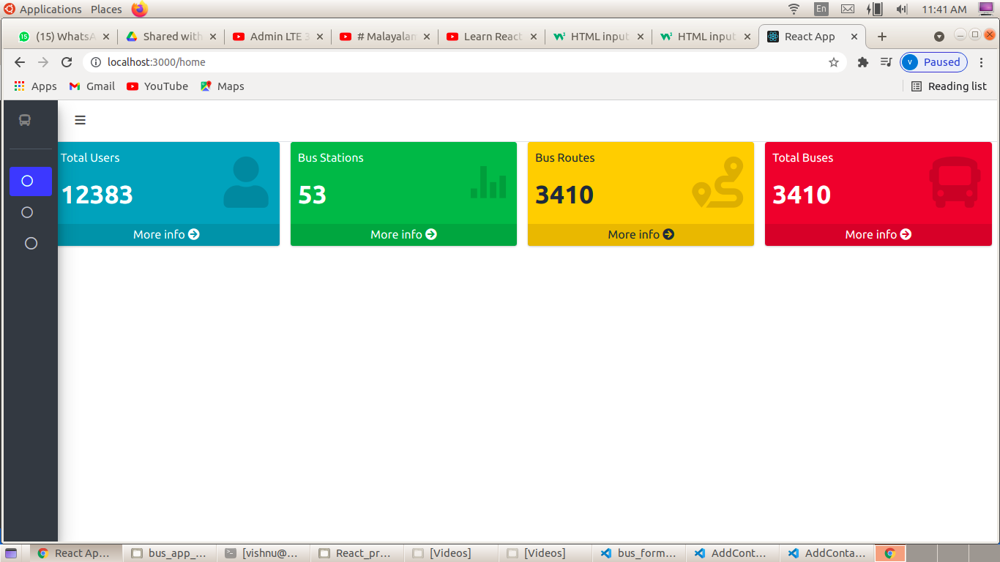 Applications Places En 11:41 AM
(15) WhatsA Shared with Admin LTE 3 # Malayalam Learn React HTML input HTML input React App
localhost:3000/home V Paused
Apps Gmail YouTube Maps Reading list
Total Users
12383
More info
Bus Stations
53
More info
Bus Routes
3410
More info
Total Buses
3410
More info
React Ap... bus_app_... [vishnu@... React_pr... [Videos] [Videos] bus_form... AddCont... AddConta...